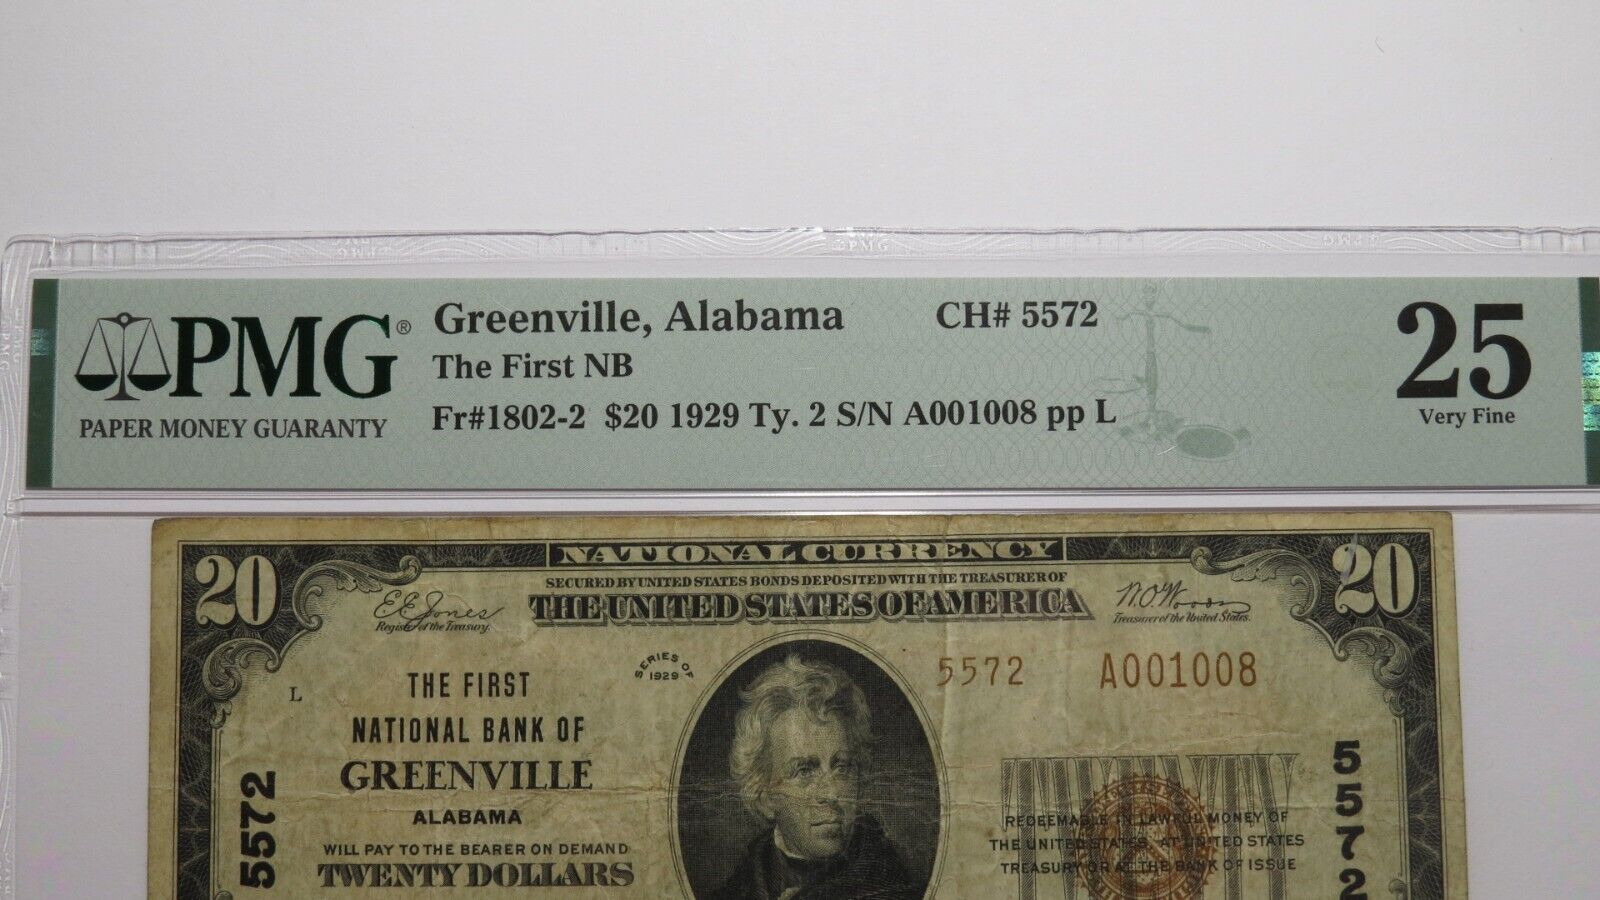 PMG
PMG®
PAPER MONEY GUARANTY
Greenville, Alabama CH# 5572
The First NB
Fr#1802-2 $20 1929 Ty. 2 S/N A001008 pp L
25
Very Fine
20 NATIONAL CURRENCY 20
SECURED BY UNITED STATES BONDS DEPOSITED WITH THE TREASURER OF
THE UNITED STATES OF AMERICA
E.E. Jones
Register of the Treasury.
W.O. Woods
Treasurer of the United States.
SERIES OF
1929
5572 A001008
L
THE FIRST
NATIONAL BANK OF
GREENVILLE
ALABAMA
WILL PAY TO THE BEARER ON DEMAND
TWENTY DOLLARS
5572
REDEEMABLE IN LAWFUL MONEY OF
THE UNITED STATES AT UNITED STATES
TREASURY OR AT THE BANK OF ISSUE
5572